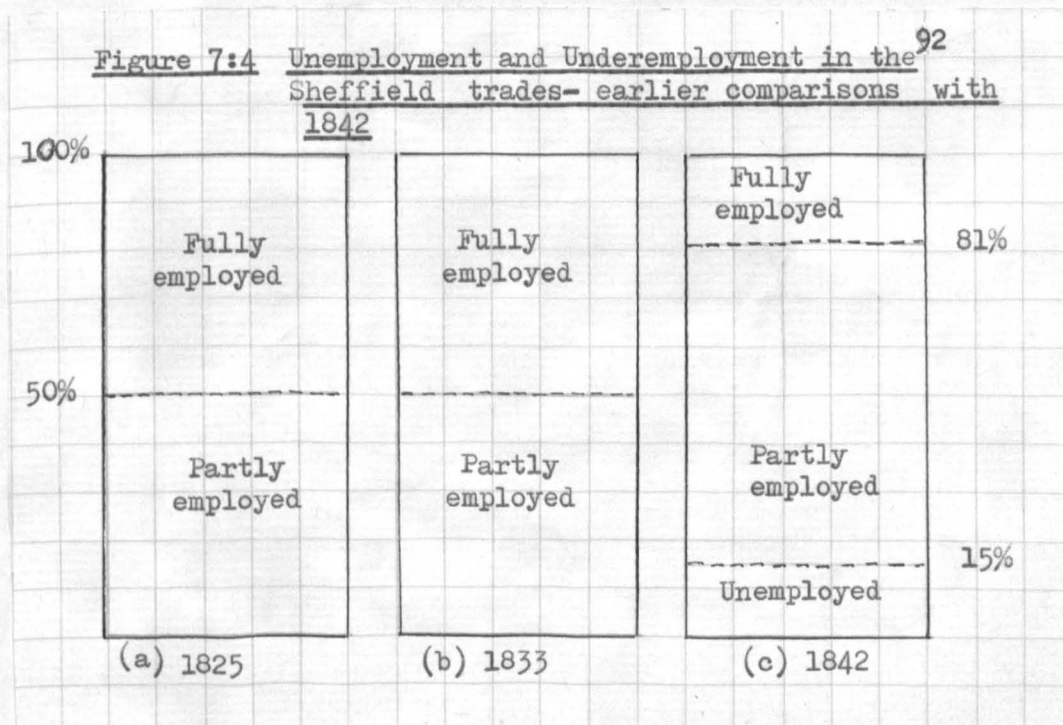 92
Figure 7:4 Unemployment and Underemployment in the
Sheffield trades- earlier comparisons with
1842
100%
50%
Fully
employed
Partly
employed
(a) 1825
Fully
employed
Partly
employed
(b) 1833
Fully
employed
81%
Partly
employed
15%
Unemployed
(c) 1842